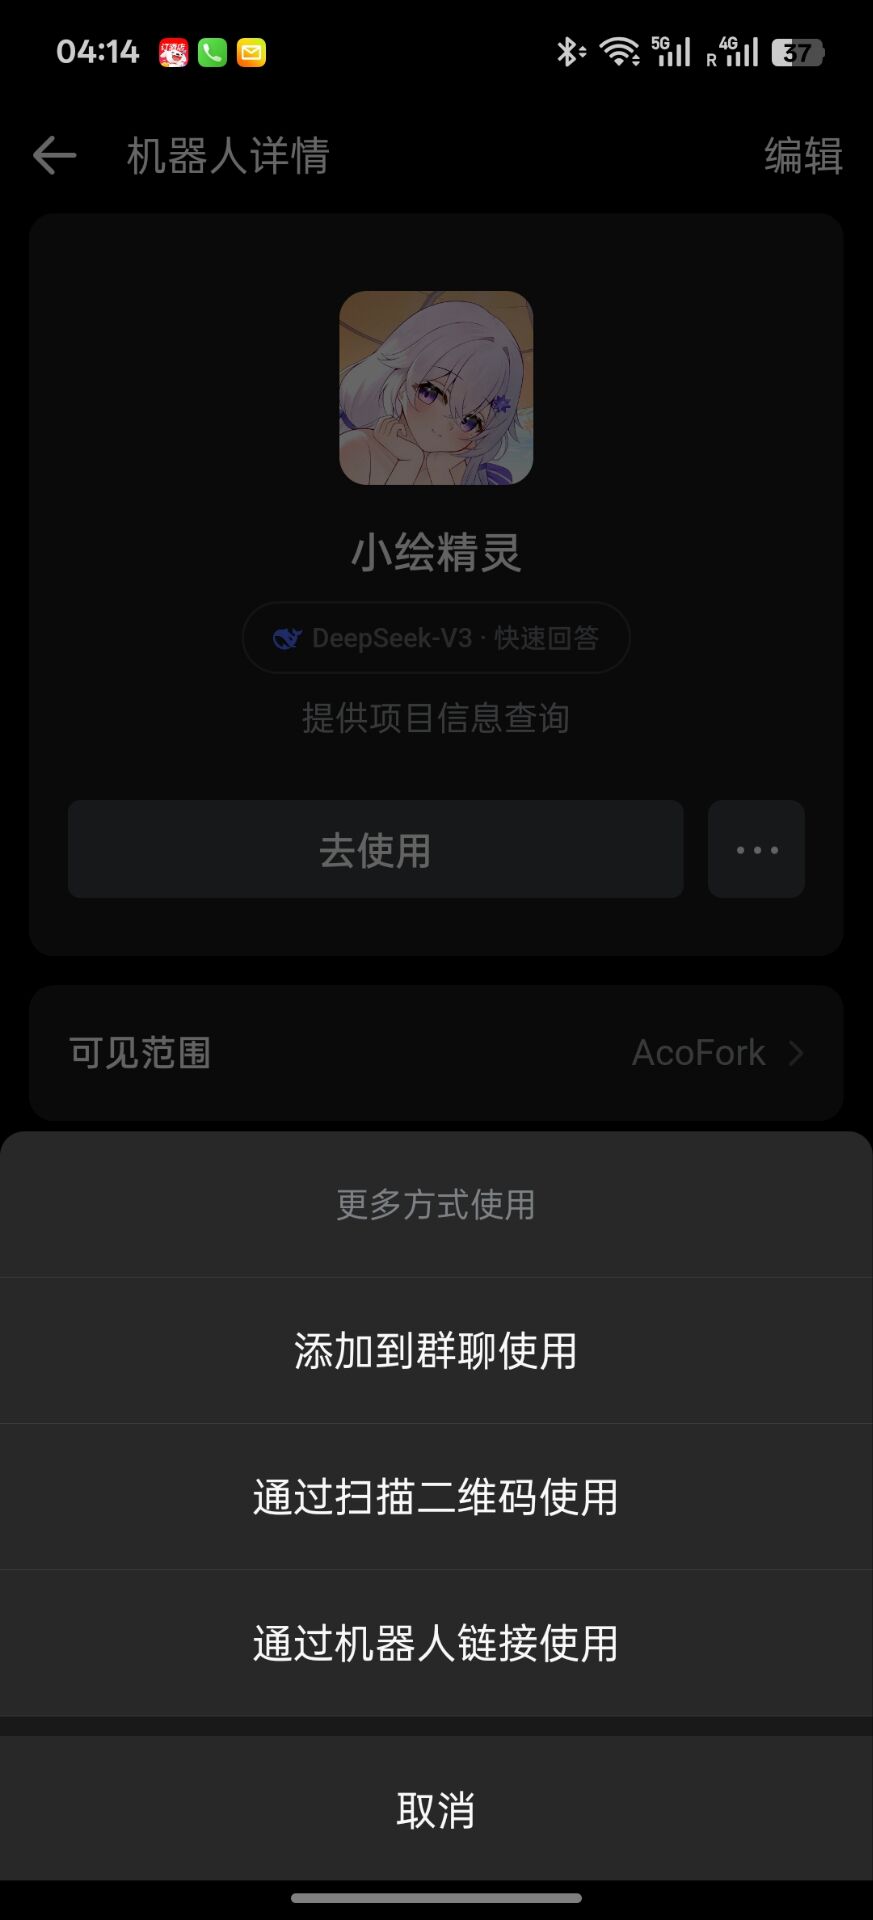 04:14
订酒店
5G
R 4G
37
机器人详情
编辑
小绘精灵
DeepSeek-V3 · 快速回答
提供项目信息查询
去使用
可见范围
AcoFork
更多方式使用
添加到群聊使用
通过扫描二维码使用
通过机器人链接使用
取消